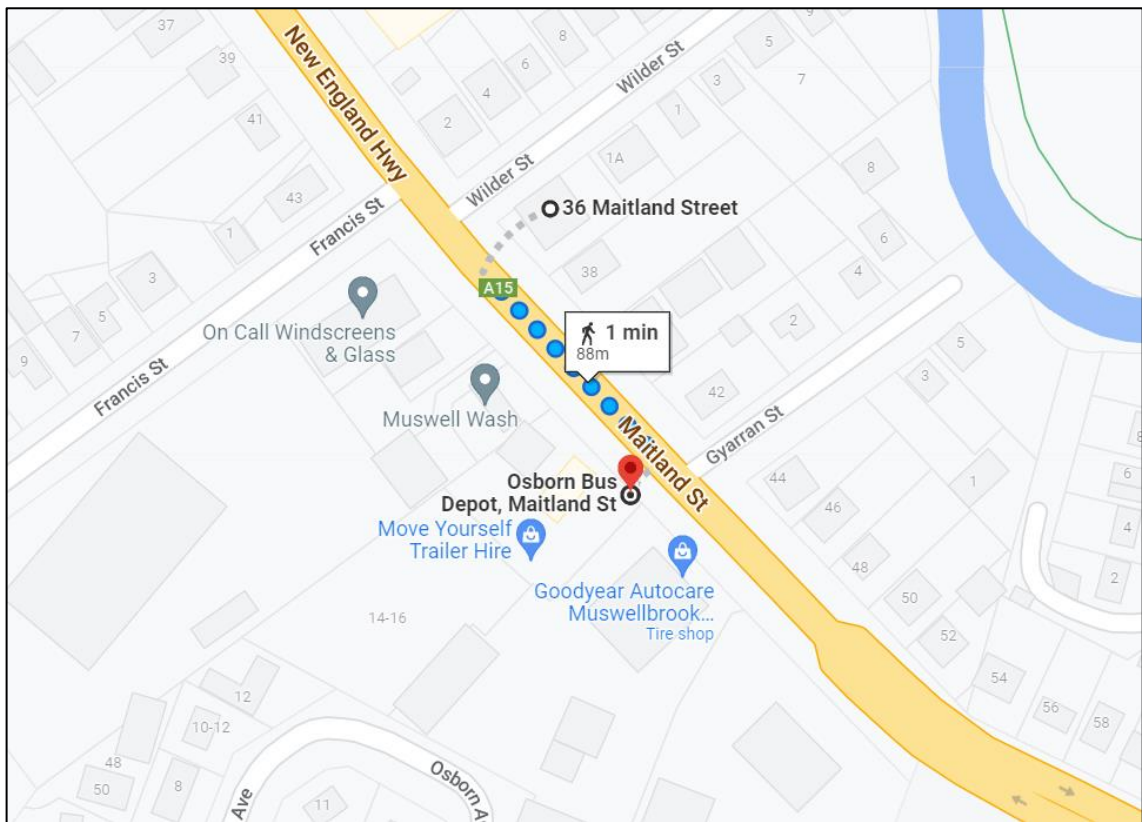 37
39
41
43
New England Hwy
8
6
4
2
Wilder St
5
3
7
1
1A
Wilder St
Francis St
1
3
5
7
9
Francis St
36 Maitland Street
38
A15
On Call Windscreens
& Glass
1 min
88m
Muswell Wash
8
6
4
2
42
Gyarran St
5
3
1
Maitland St
Osborn Bus
Depot, Maitland St
Move Yourself
Trailer Hire
Goodyear Autocare
Muswellbrook...
Tire shop
44
46
48
50
52
54
56
58
6
4
2
14-16
12
10-12
48
50
8
11
Ave
Osborn A